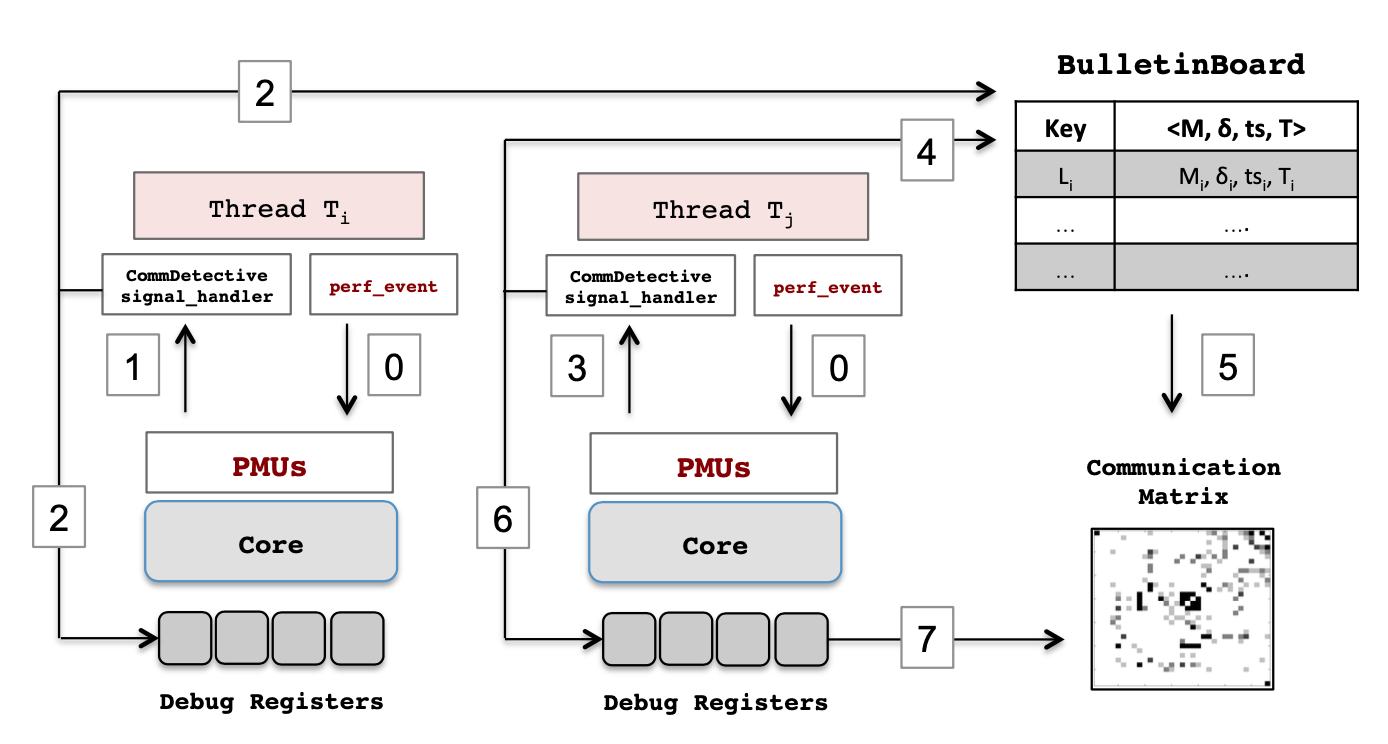 BulletinBoard
2
Key <M, δ, ts, T>
4
Lᵢ Mᵢ, δᵢ, tsᵢ, Tᵢ
Thread Tᵢ
Thread Tⱼ
... ....
CommDetective
signal_handler
perf_event
CommDetective
signal_handler
perf_event
... ....
1
0
3
0
5
PMUs
PMUs
Communication
Matrix
2
6
Core
Core
7
Debug Registers
Debug Registers